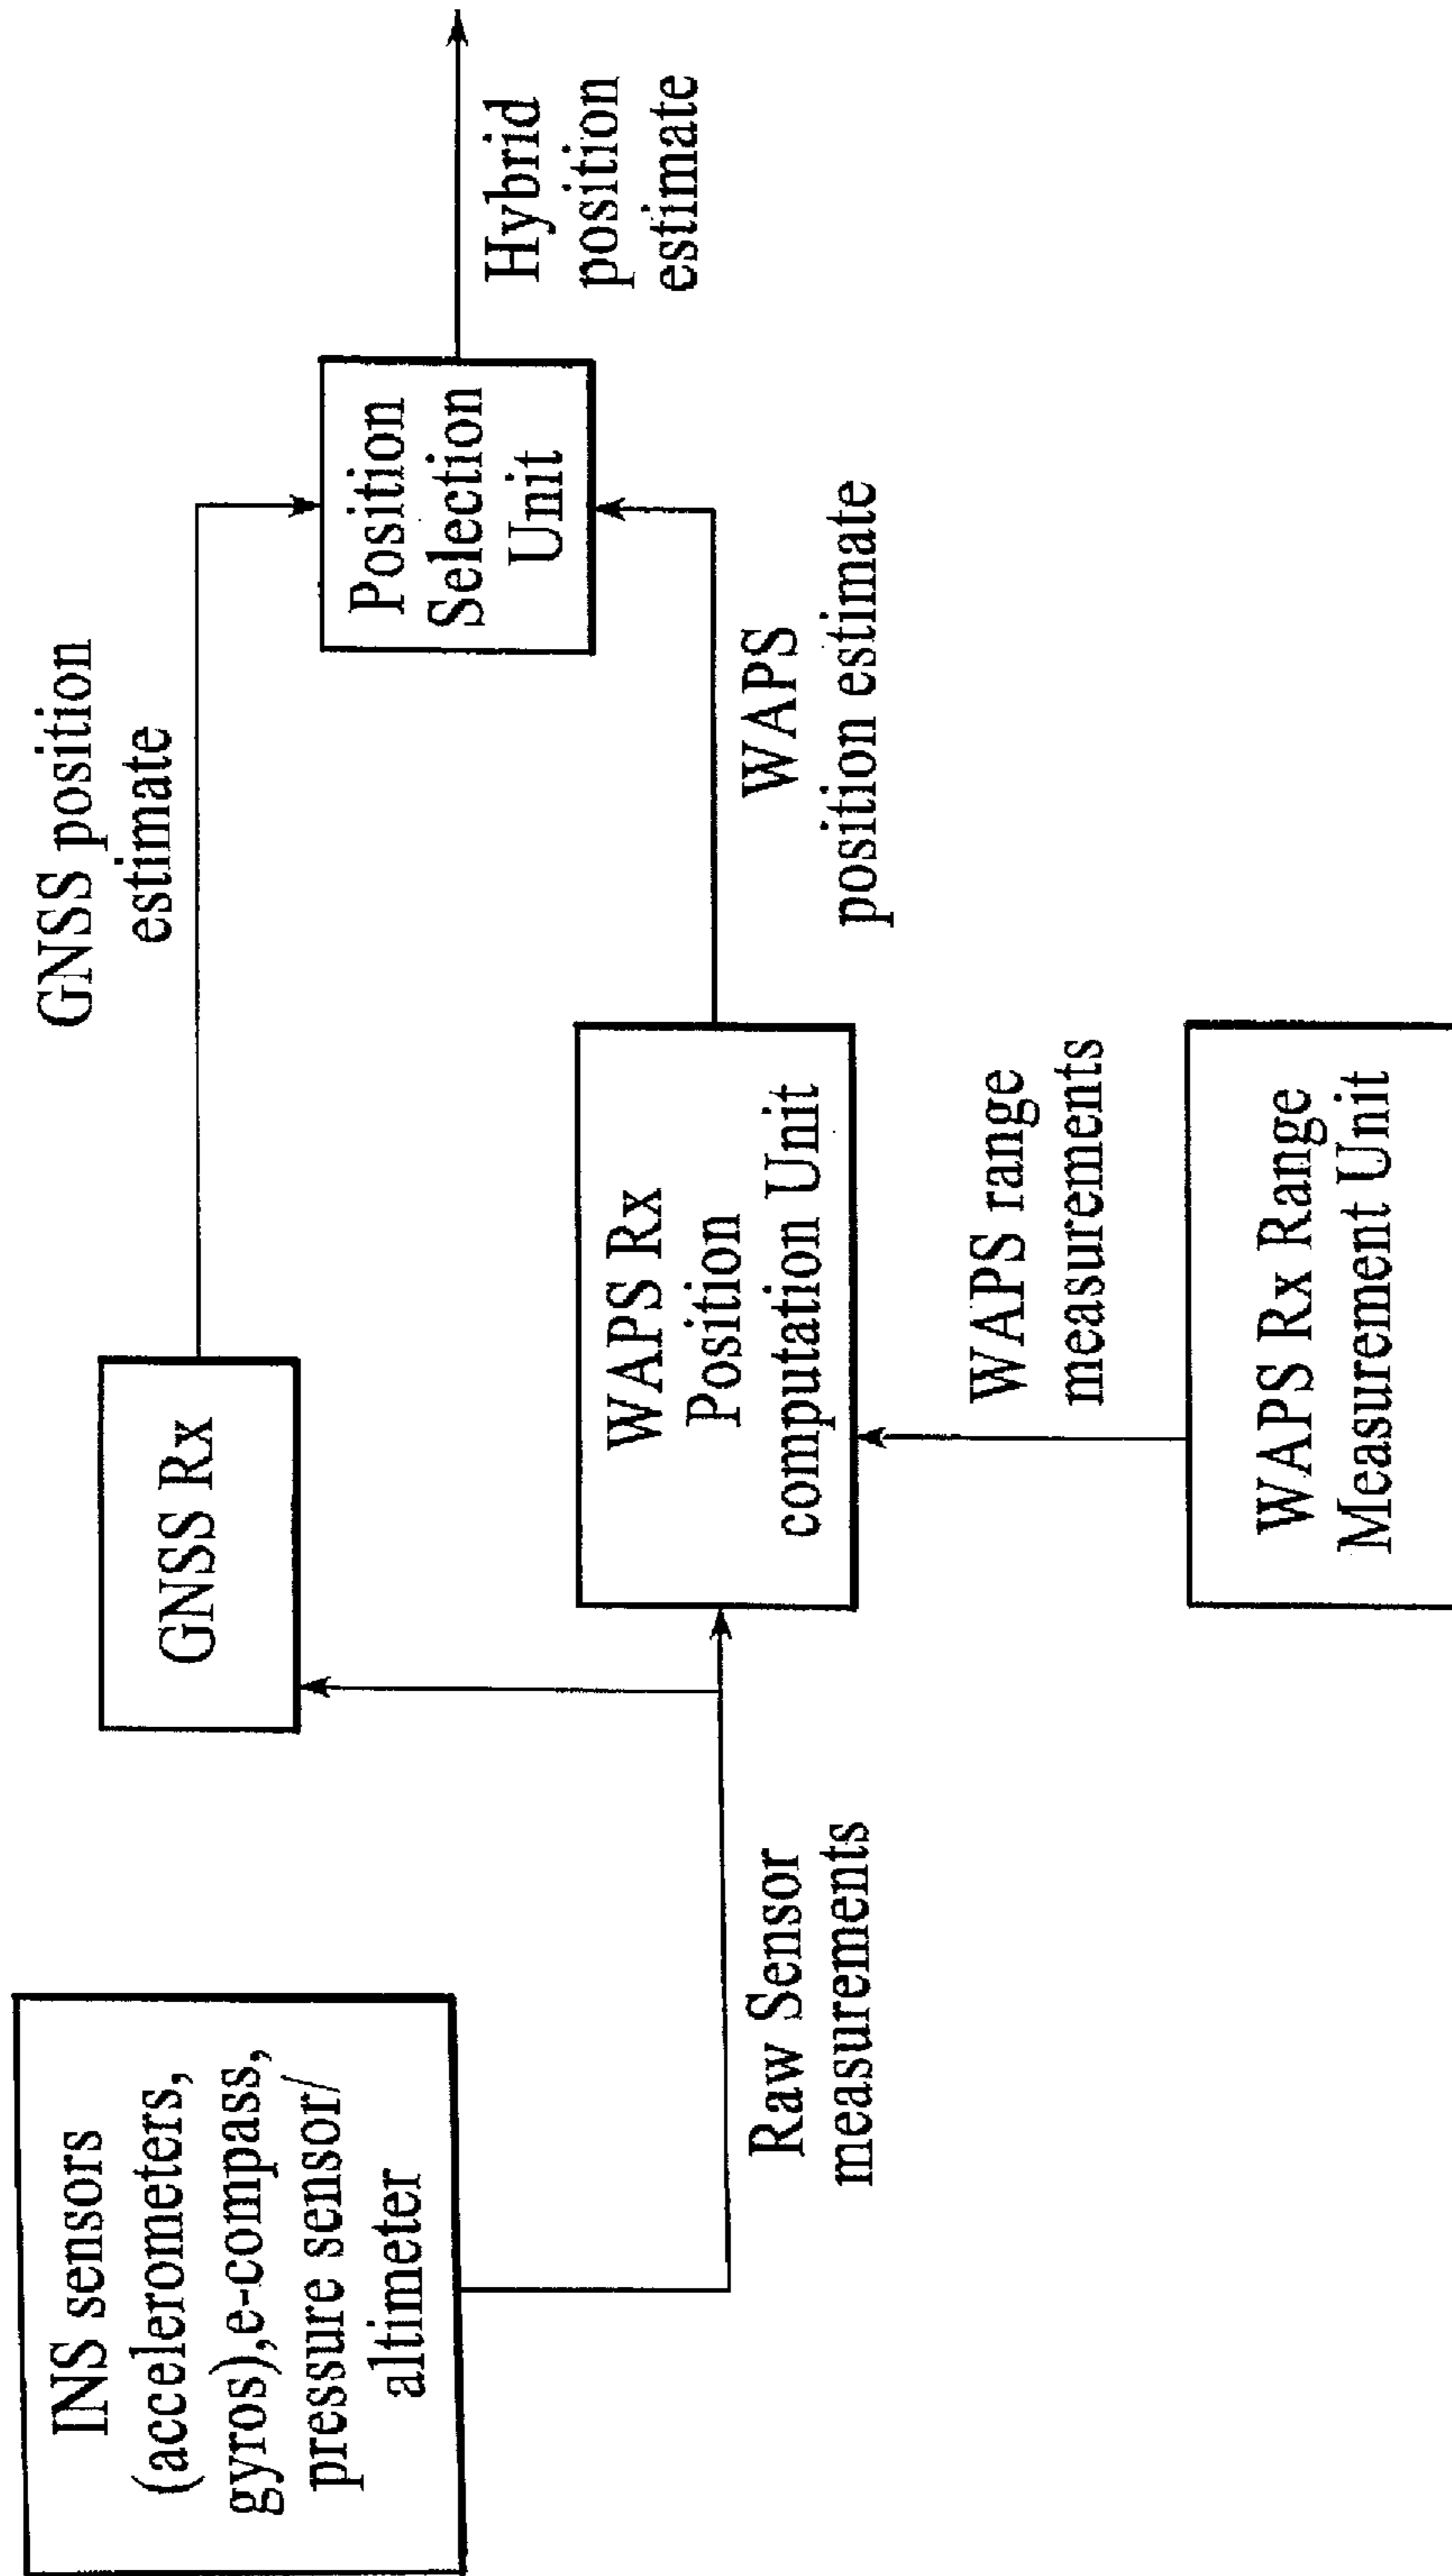 INS sensors
(accelerometers,
gyros),e-compass,
pressure sensor/
altimeter
Raw Sensor
measurements
GNSS Rx
GNSS position
estimate
WAPS Rx
Position
computation Unit
WAPS range
measurements
WAPS Rx Range
Measurement Unit
WAPS
position estimate
Position
Selection
Unit
Hybrid
position
estimate